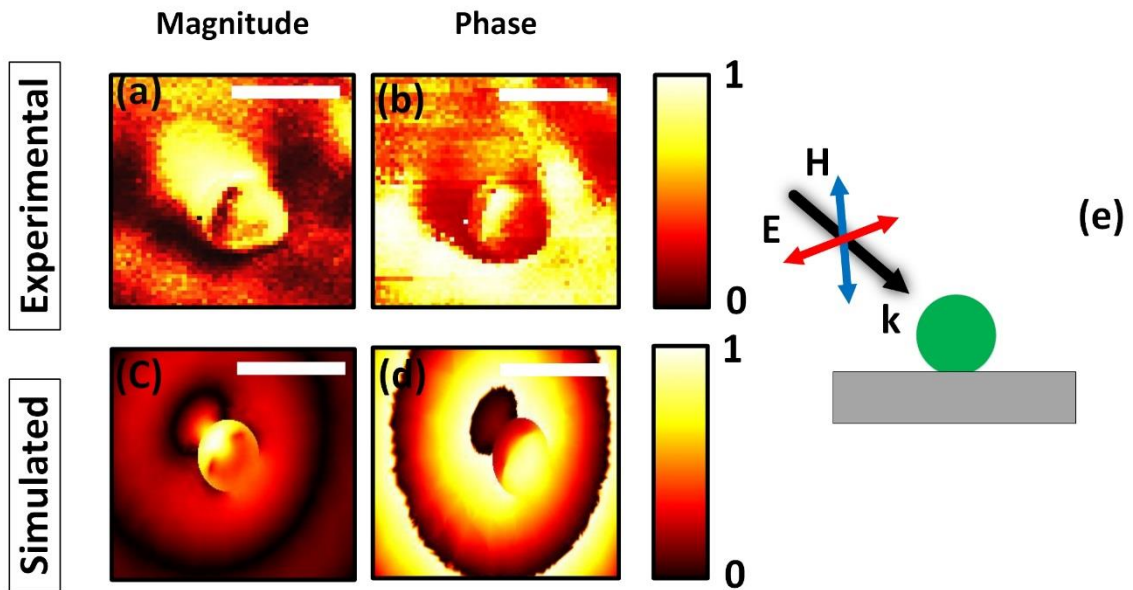 Magnitude Phase
Experimental
(a)
(b)
1
0
H
E
k
(e)
Simulated
(C)
(d)
1
0